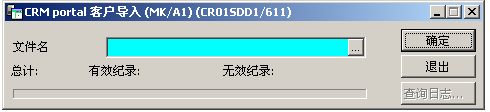 CRM portal 客户导入 (MK/A1) (CR01SDD1/611)
文件名 ... 确定
总计: 有效纪录: 无效纪录: 退出
查询日志...